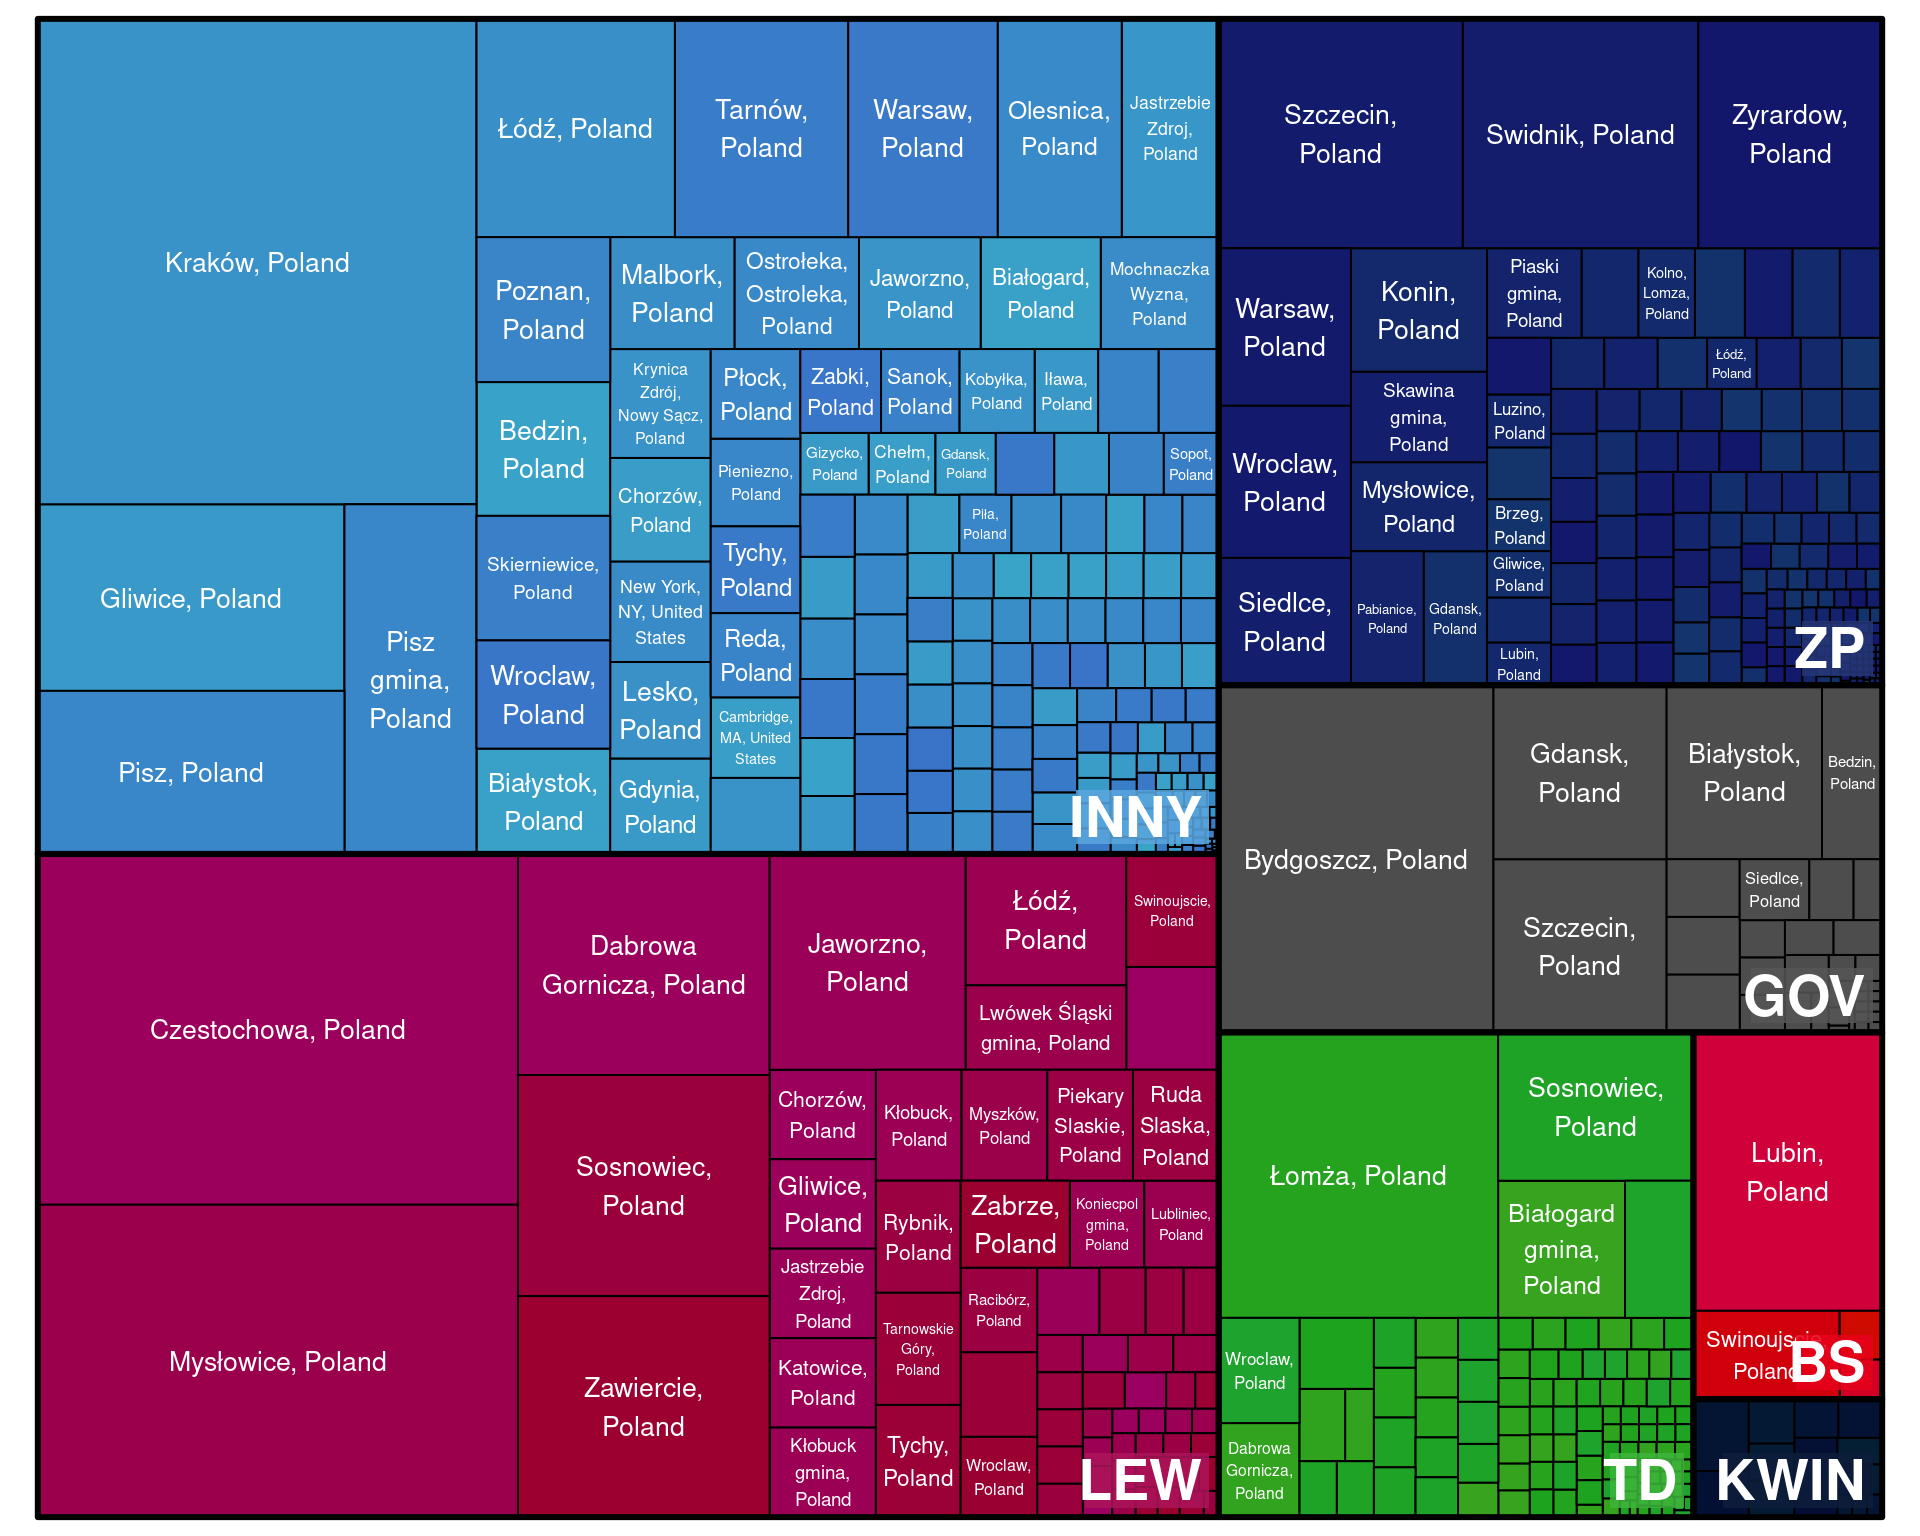 Kraków, Poland
Łódź, Poland
Tarnów,
Poland
Warsaw,
Poland
Olesnica,
Poland
Jastrzebie
Zdroj,
Poland
Poznan,
Poland
Malbork,
Poland
Ostrołeka,
Ostroleka,
Poland
Jaworzno,
Poland
Białogard,
Poland
Mochnaczka
Wyzna,
Poland
Bedzin,
Poland
Krynica
Zdrój,
Nowy Sącz,
Poland
Płock,
Poland
Zabki,
Poland
Sanok,
Poland
Kobyłka,
Poland
Iława,
Poland
Pieniezno,
Poland
Gizycko,
Poland
Chełm,
Poland
Gdansk,
Poland
Sopot,
Poland
Chorzów,
Poland
Piła,
Poland
Gliwice, Poland
Pisz
gmina,
Poland
Skierniewice,
Poland
New York,
NY, United
States
Tychy,
Poland
Reda,
Poland
Wroclaw,
Poland
Lesko,
Poland
Cambridge,
MA, United
States
Pisz, Poland
Białystok,
Poland
Gdynia,
Poland
INNY
Szczecin,
Poland
Swidnik, Poland
Zyrardow,
Poland
Warsaw,
Poland
Konin,
Poland
Piaski
gmina,
Poland
Kolno,
Lomza,
Poland
Łódź,
Poland
Skawina
gmina,
Poland
Luzino,
Poland
Wroclaw,
Poland
Mysłowice,
Poland
Brzeg,
Poland
Gliwice,
Poland
Siedlce,
Poland
Pabianice,
Poland
Gdansk,
Poland
Lubin,
Poland
ZP
Bydgoszcz, Poland
Gdansk,
Poland
Białystok,
Poland
Bedzin,
Poland
Szczecin,
Poland
Siedlce,
Poland
GOV
Czestochowa, Poland
Dabrowa
Gornicza, Poland
Jaworzno,
Poland
Łódź,
Poland
Swinoujscie,
Poland
Lwówek Śląski
gmina, Poland
Sosnowiec,
Poland
Chorzów,
Poland
Kłobuck,
Poland
Myszków,
Poland
Piekary
Slaskie,
Poland
Ruda
Slaska,
Poland
Gliwice,
Poland
Rybnik,
Poland
Zabrze,
Poland
Koniecpol
gmina,
Poland
Lubliniec,
Poland
Mysłowice, Poland
Zawiercie,
Poland
Jastrzebie
Zdroj,
Poland
Tarnowskie
Góry,
Poland
Racibórz,
Poland
Katowice,
Poland
Kłobuck
gmina,
Poland
Tychy,
Poland
Wroclaw,
Poland
LEW
Łomża, Poland
Sosnowiec,
Poland
Białogard
gmina,
Poland
Wroclaw,
Poland
Dabrowa
Gornicza,
Poland
TD
Lubin,
Poland
Swinoujscie
Poland
BS
KWIN